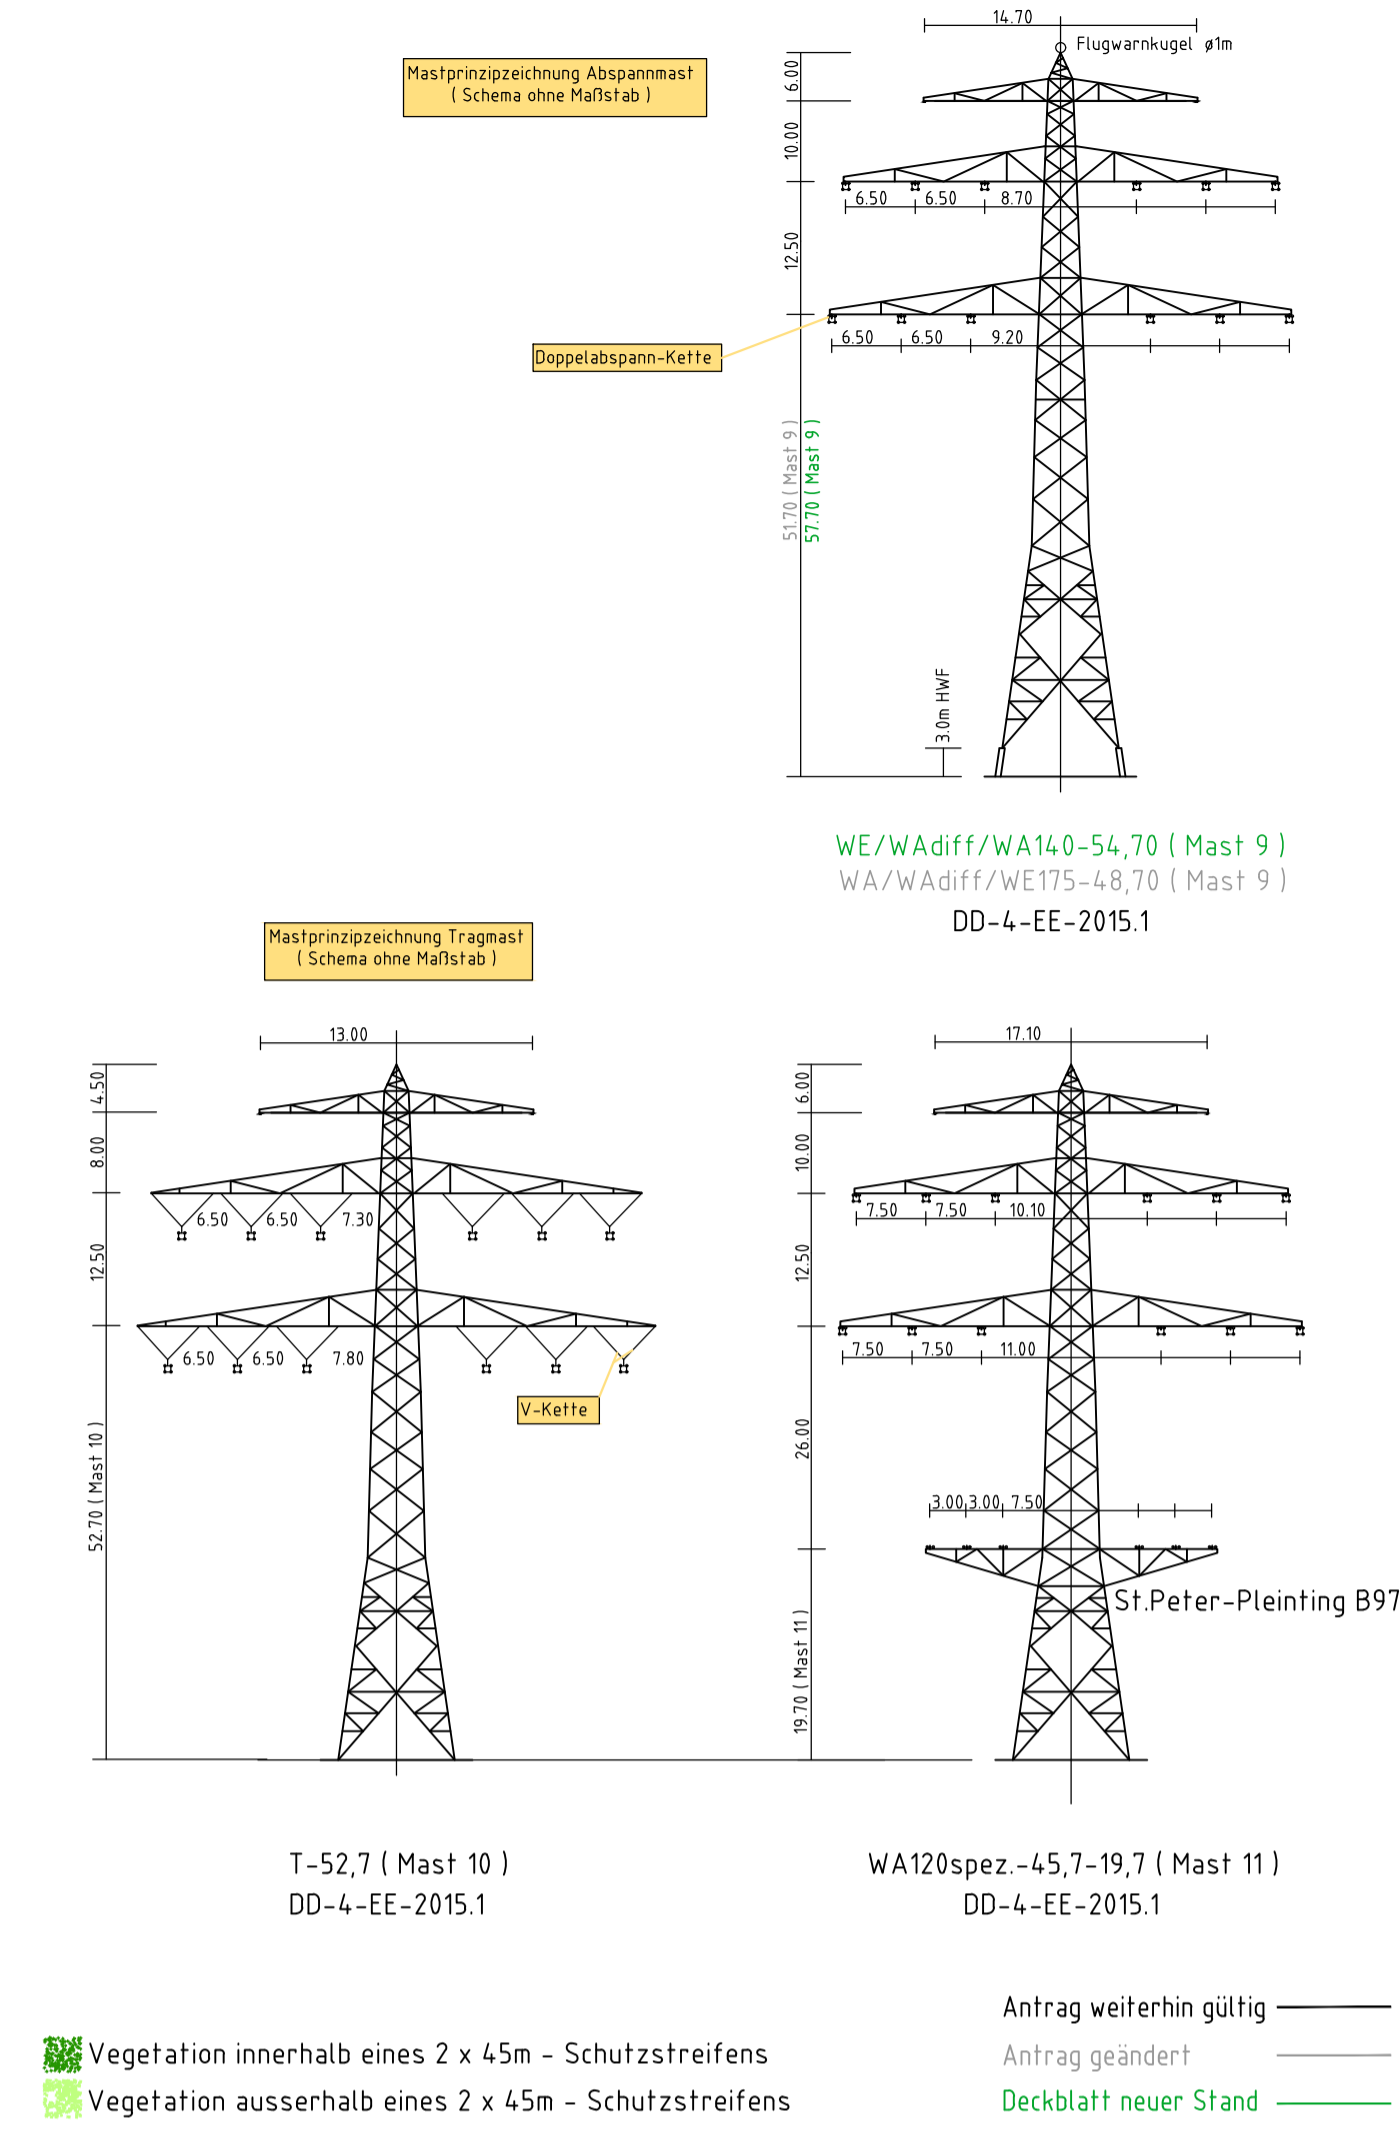 14.70
Flugwarnkugel ø1m
Mastprinzipzeichnung Abspannmast
( Schema ohne Maßstab )
6.00
10.00
6.50 6.50 8.70
12.50
6.50 6.50 9.20
Doppelabspann-Kette
51.70 ( Mast 9 )
57.70 ( Mast 9 )
3.0m HWF
WE/WAdiff/WA140-54,70 ( Mast 9 )
WA/WAdiff/WE175-48,70 ( Mast 9 )
DD-4-EE-2015.1
Mastprinzipzeichnung Tragmast
( Schema ohne Maßstab )
13.00
4.50
8.00
6.50 6.50 7.30
12.50
6.50 6.50 7.80
V-Kette
52.70 ( Mast 10 )
T-52,7 ( Mast 10 )
DD-4-EE-2015.1
17.10
6.00
10.00
7.50 7.50 10.10
12.50
7.50 7.50 11.00
26.00
3.00 3.00 7.50
St.Peter-Pleinting B97
19.70 ( Mast 11 )
WA120spez.-45,7-19,7 ( Mast 11 )
DD-4-EE-2015.1
Antrag weiterhin gültig
Antrag geändert
Deckblatt neuer Stand
Vegetation innerhalb eines 2 x 45m - Schutzstreifens
Vegetation ausserhalb eines 2 x 45m - Schutzstreifens